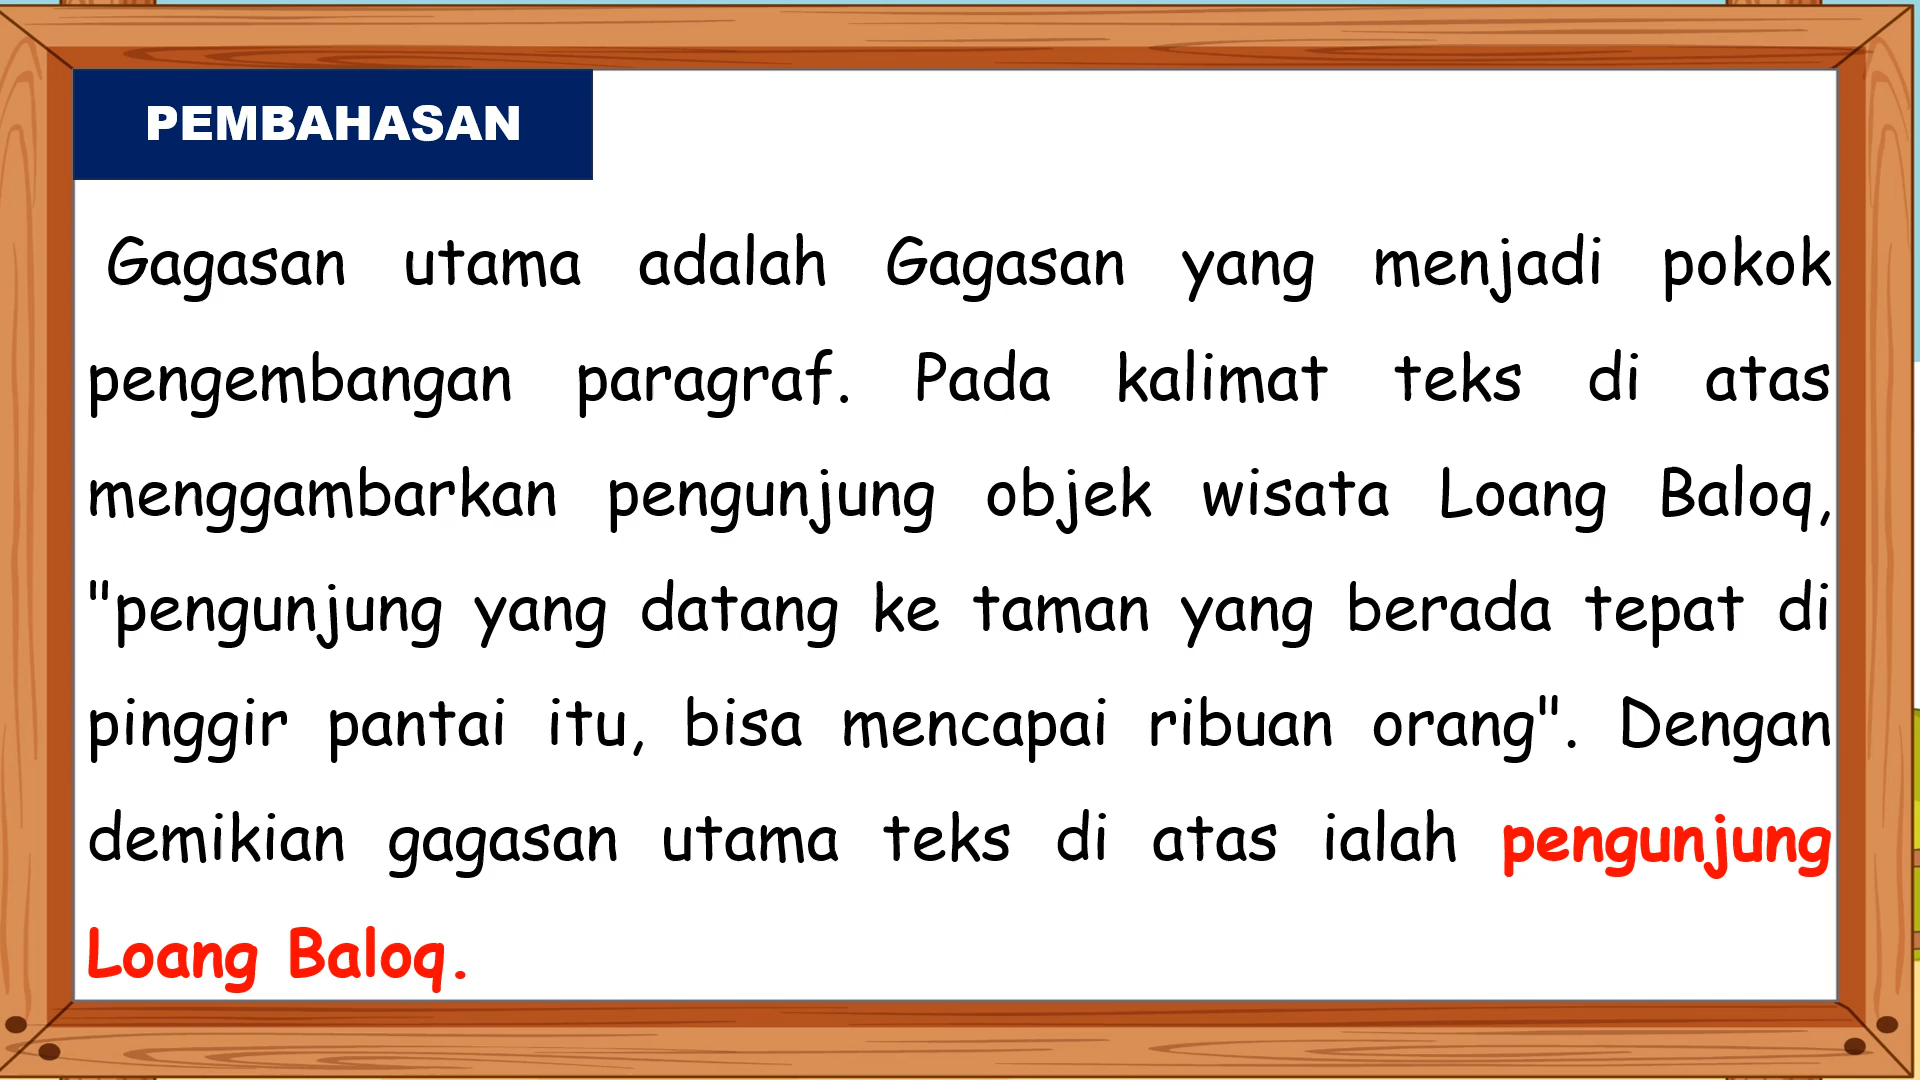 PEMBAHASAN
Gagasan utama adalah Gagasan yang menjadi pokok
pengembangan paragraf. Pada kalimat teks di atas
menggambarkan pengunjung objek wisata Loang Baloq,
"pengunjung yang datang ke taman yang berada tepat di
pinggir pantai itu, bisa mencapai ribuan orang". Dengan
demikian gagasan utama teks di atas ialah pengunjung
Loang Baloq.